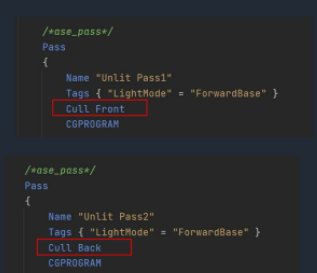 /*ase_pass*/
Pass
{
Name "Unlit Pass1"
Tags { "LightMode" = "ForwardBase" }
Cull Front
CGPROGRAM
/*ase_pass*/
Pass
{
Name "Unlit Pass2"
Tags { "LightMode" = "ForwardBase" }
Cull Back
CGPROGRAM